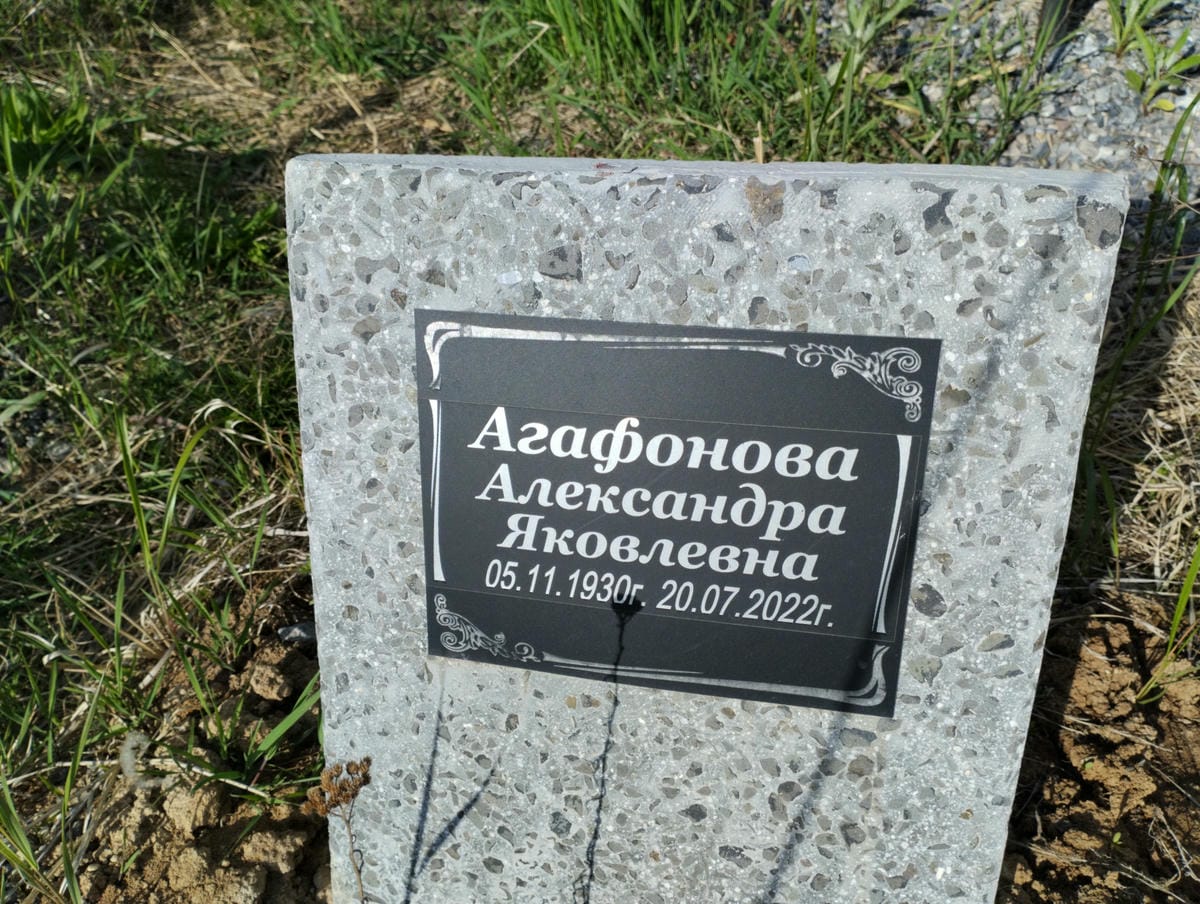 Агафонова
Александра
Яковлевна
05.11.1930г. 20.07.2022г.